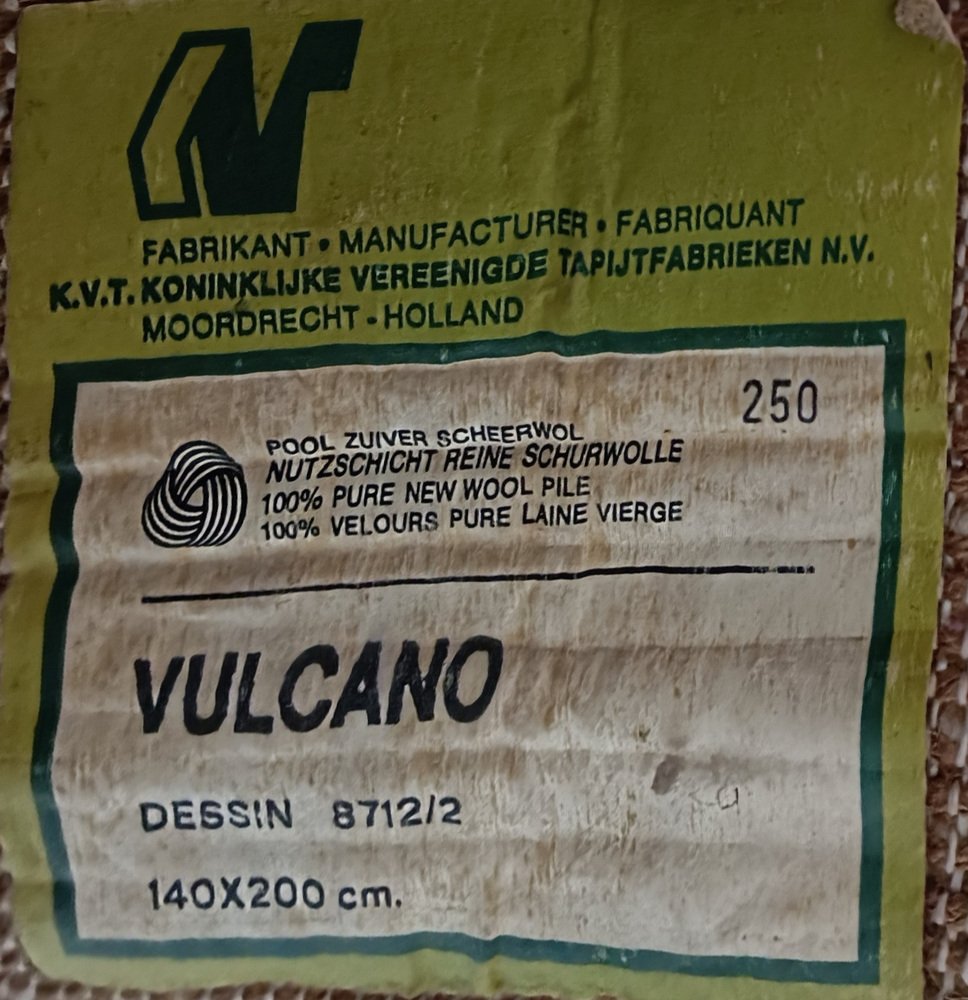 FABRIKANT • MANUFACTURER • FABRIQUANT
K.V.T. KONINKLIJKE VEREENIGDE TAPIJTFABRIEKEN N.V.
MOORDRECHT - HOLLAND
250
POOL ZUIVER SCHEERWOL
NUTZSCHICHT REINE SCHURWOLLE
100% PURE NEW WOOL PILE
100% VELOURS PURE LAINE VIERGE
VULCANO
DESSIN 8712/2
140X200 cm.